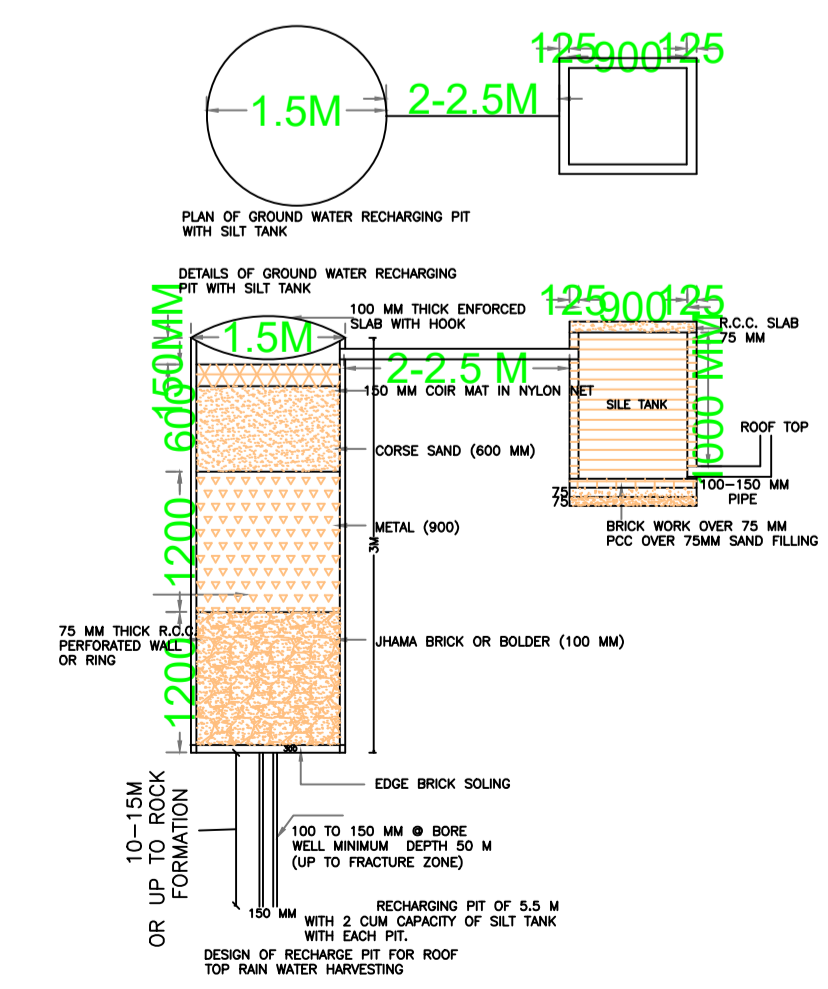 125 900 125
1.5M
2-2.5M
PLAN OF GROUND WATER RECHARGING PIT
WITH SILT TANK
DETAILS OF GROUND WATER RECHARGING
PIT WITH SILT TANK
100 MM THICK ENFORCED
SLAB WITH HOOK
125 900 125
R.C.C. SLAB
75 MM
1.5M
2-2.5 M
150MM
600
150 MM COIR MAT IN NYLON NET
SILE TANK
1000 MM
ROOF TOP
CORSE SAND (600 MM)
100-150 MM
PIPE
75
75
BRICK WORK OVER 75 MM
PCC OVER 75MM SAND FILLING
1200
METAL (900)
3M
75 MM THICK R.O.C.
PERFORATED WALL
OR RING
1200
JHAMA BRICK OR BOLDER (100 MM)
EDGE BRICK SOLING
10-15M
OR UP TO ROCK
FORMATION
100 TO 150 MM @ BORE
WELL MINIMUM DEPTH 50 M
(UP TO FRACTURE ZONE)
150 MM
RECHARGING PIT OF 5.5 M
WITH 2 CUM CAPACITY OF SILT TANK
WITH EACH PIT.
DESIGN OF RECHARGE PIT FOR ROOF
TOP RAIN WATER HARVESTING